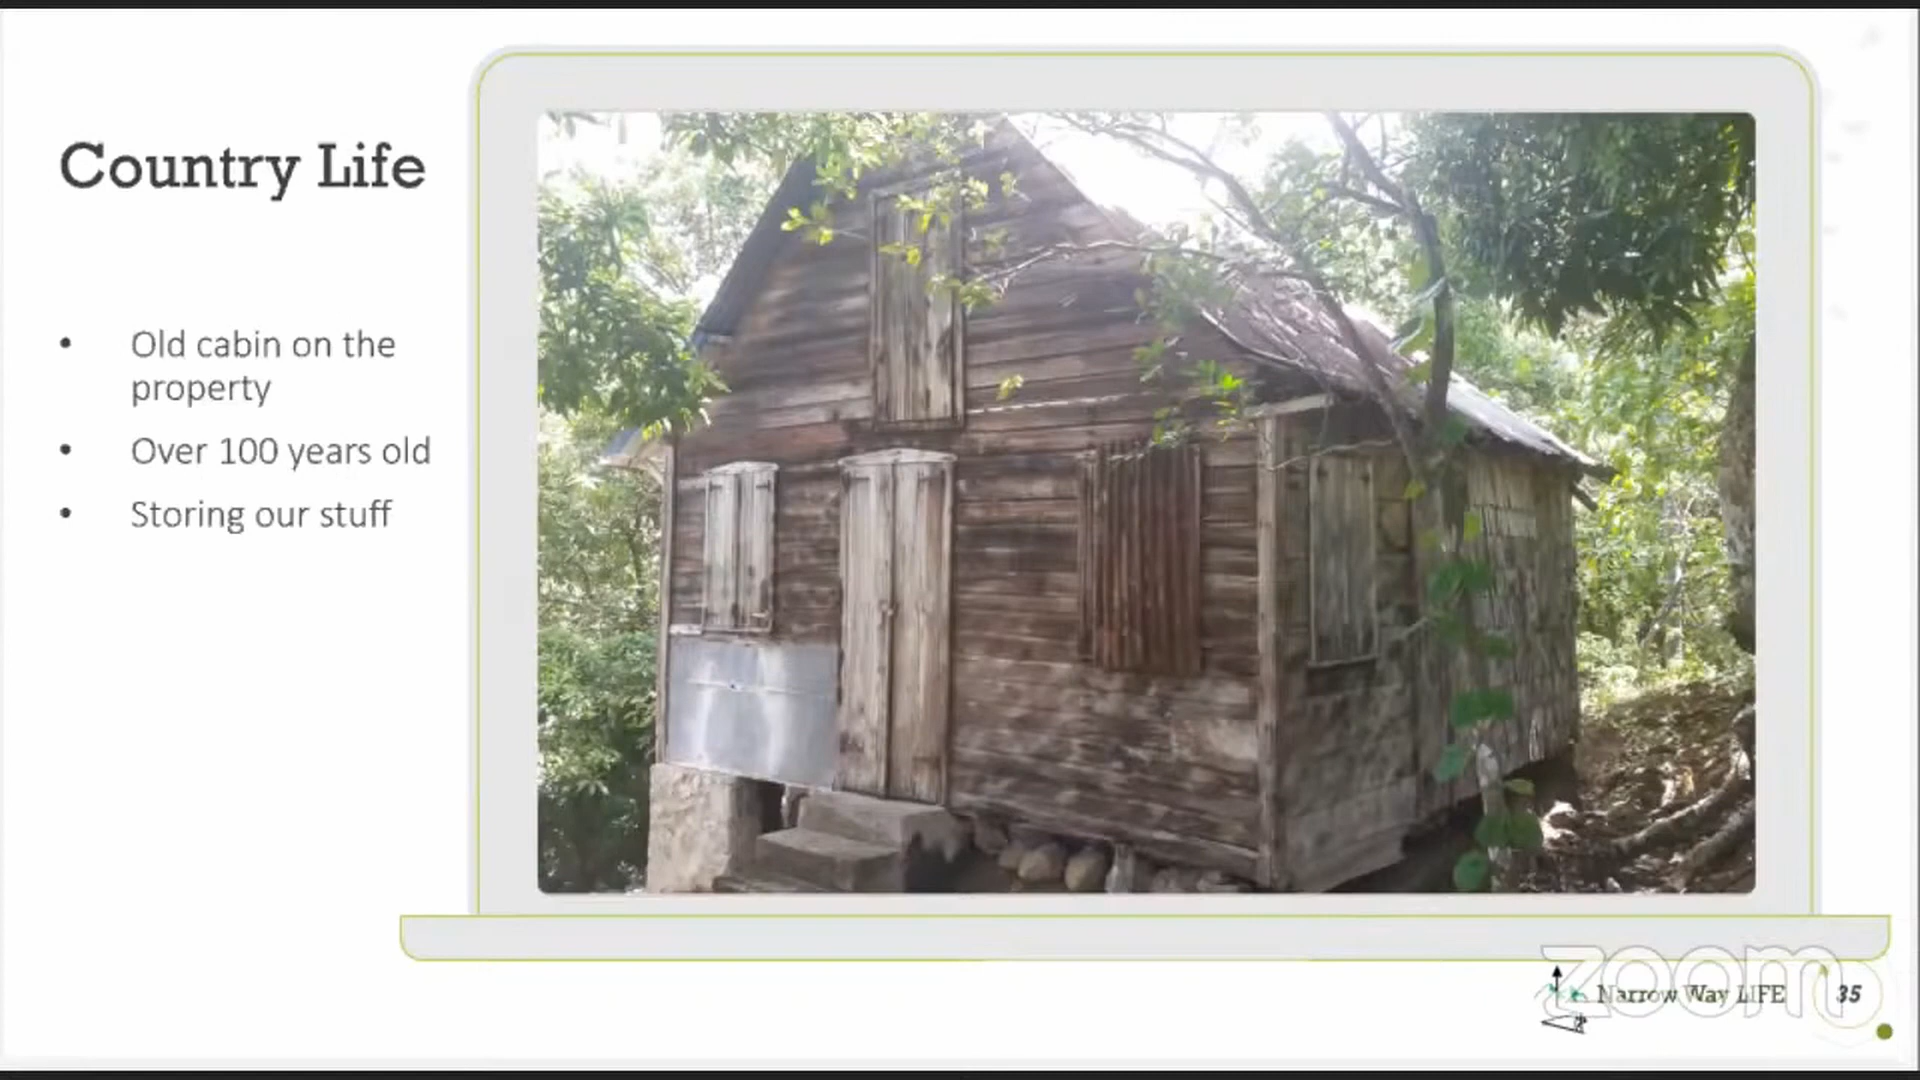 Country Life
• Old cabin on the
property
• Over 100 years old
• Storing our stuff
zoom
Narrow Way LIFE
35